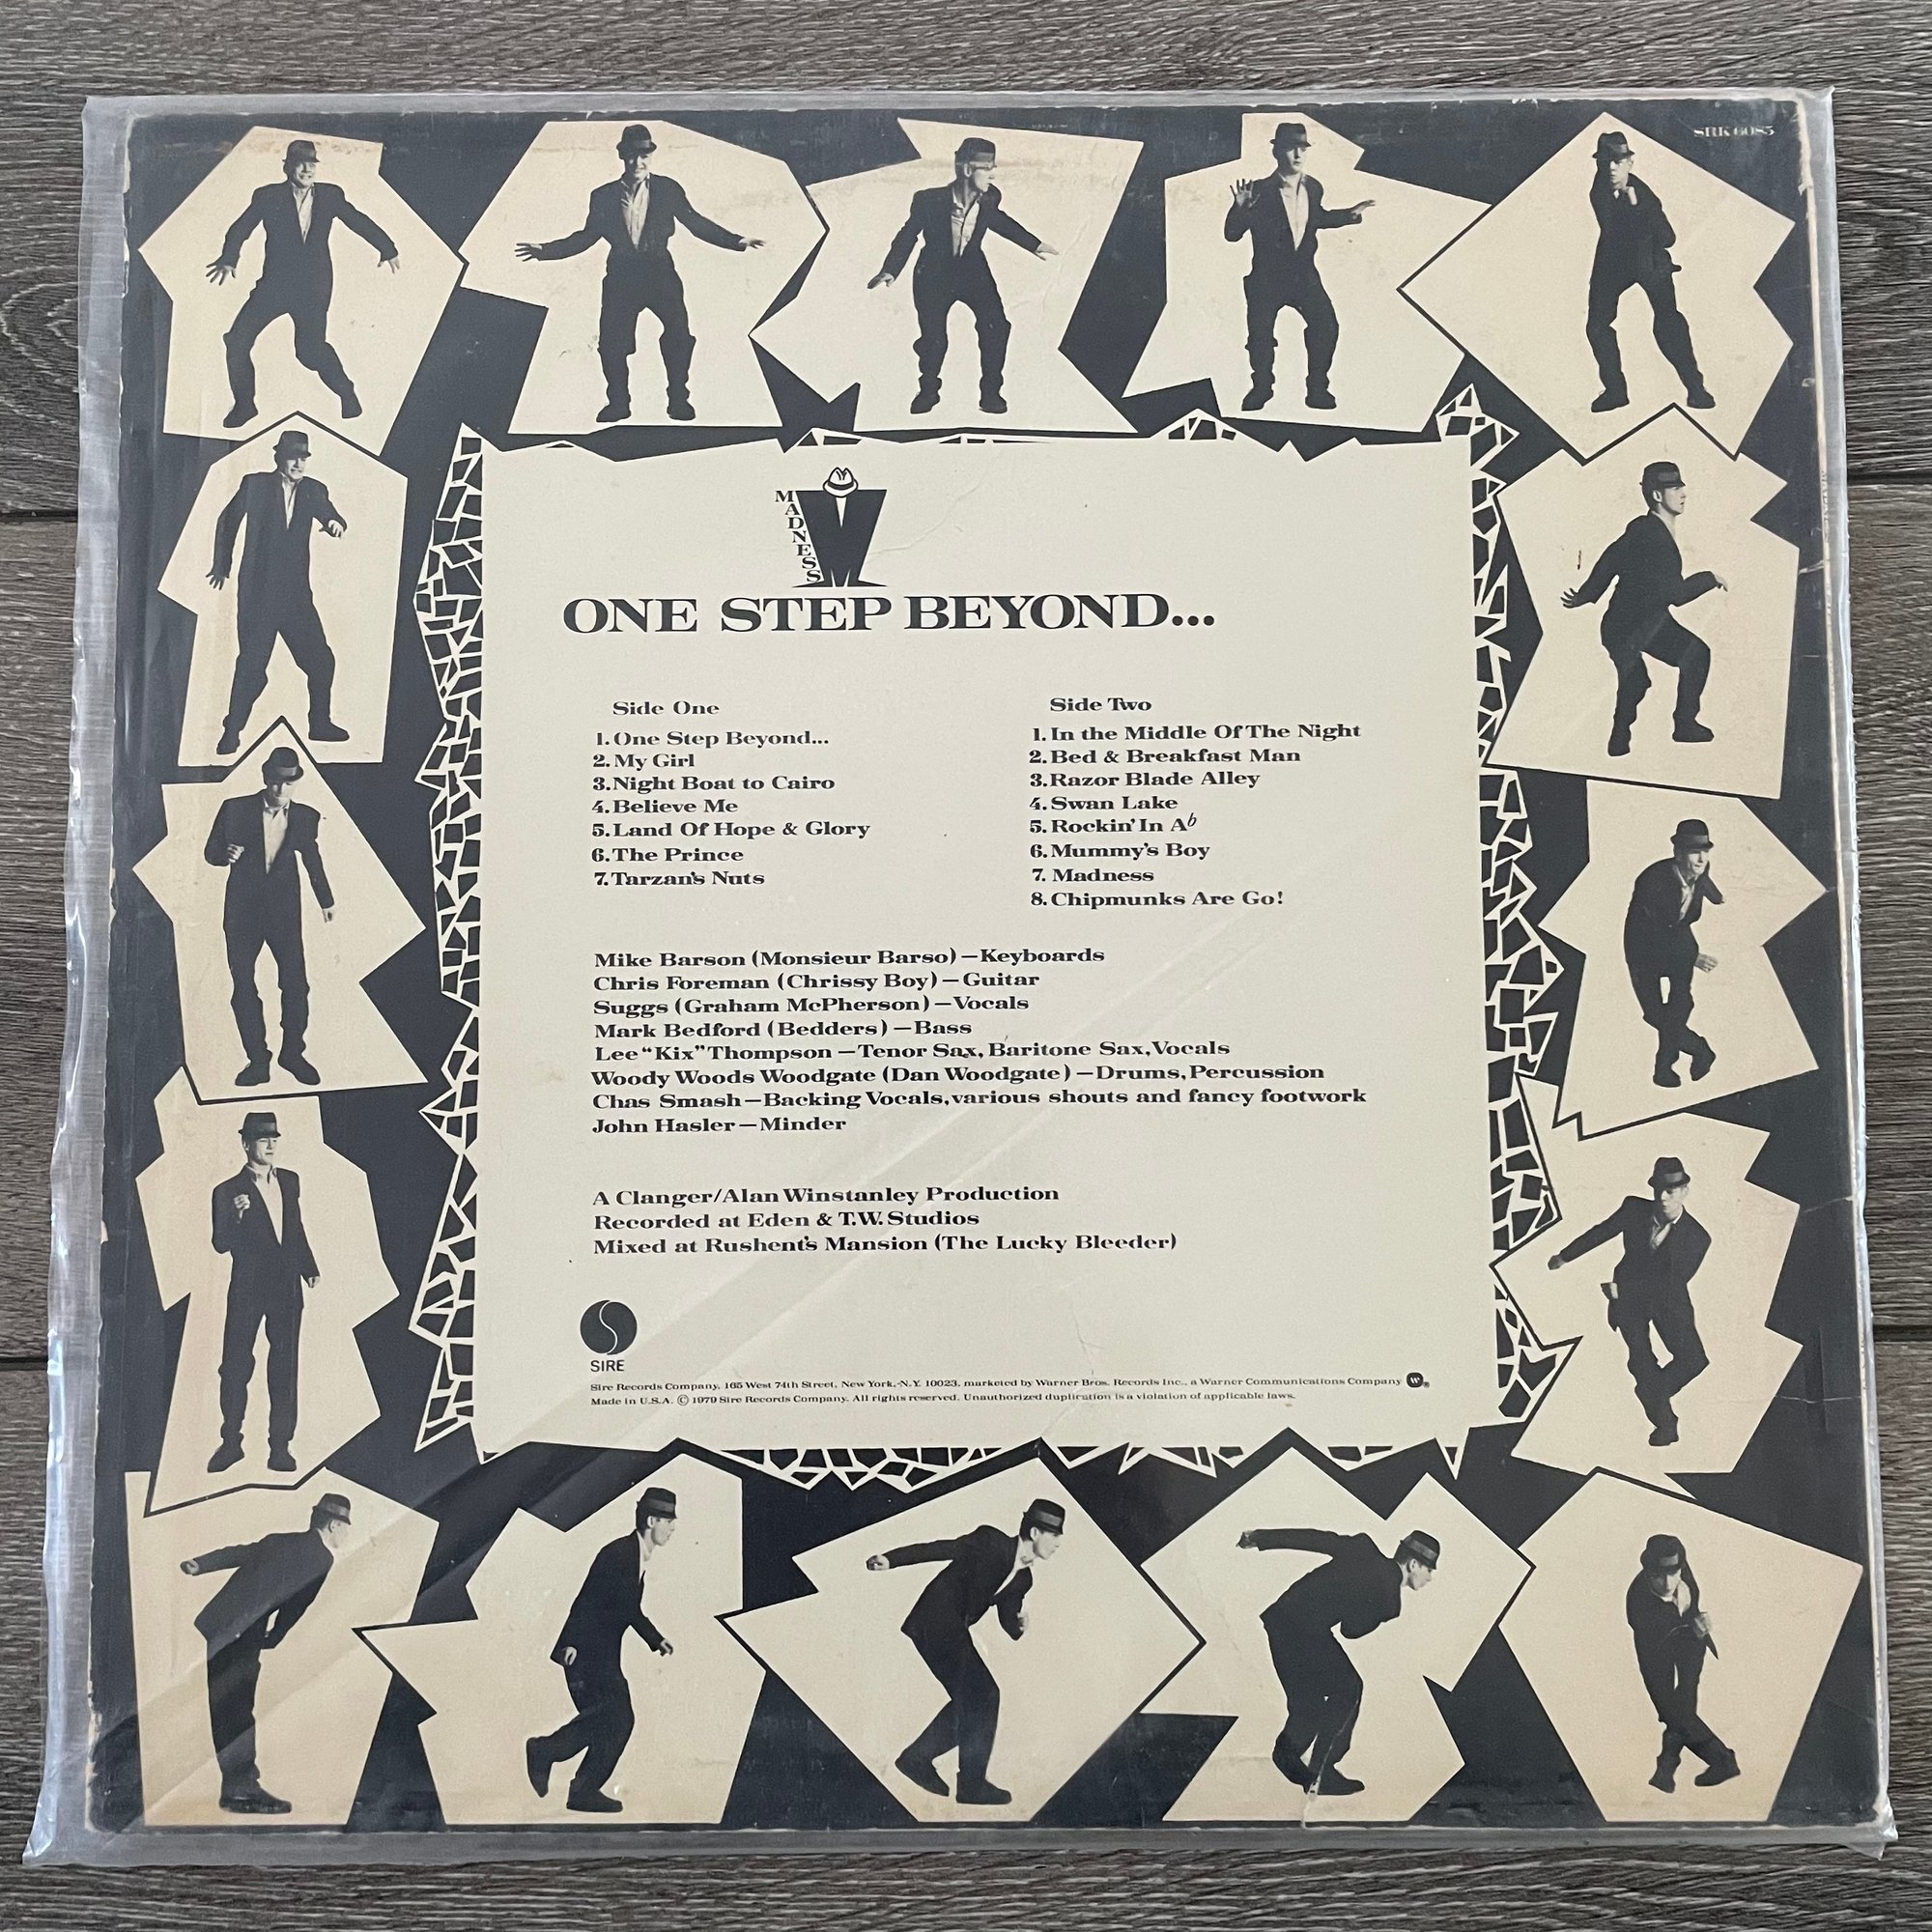 SRK 6085
MADNESS
ONE STEP BEYOND...
Side One
1. One Step Beyond...
2. My Girl
3. Night Boat to Cairo
4. Believe Me
5. Land Of Hope & Glory
6. The Prince
7. Tarzan's Nuts
Side Two
1. In the Middle Of The Night
2. Bed & Breakfast Man
3. Razor Blade Alley
4. Swan Lake
5. Rockin' In A♭
6. Mummy's Boy
7. Madness
8. Chipmunks Are Go!
Mike Barson (Monsieur Barso) — Keyboards
Chris Foreman (Chrissy Boy) — Guitar
Suggs (Graham McPherson) — Vocals
Mark Bedford (Bedders) — Bass
Lee "Kix" Thompson — Tenor Sax, Baritone Sax, Vocals
Woody Woods Woodgate (Dan Woodgate) — Drums, Percussion
Chas Smash — Backing Vocals, various shouts and fancy footwork
John Hasler — Minder
A Clanger/Alan Winstanley Production
Recorded at Eden & T.W. Studios
Mixed at Rushent's Mansion (The Lucky Bleeder)
SIRE
Sire Records Company, 165 West 74th Street, New York, N.Y. 10023, marketed by Warner Bros. Records Inc., a Warner Communications Company
Made in U.S.A. © 1979 Sire Records Company. All rights reserved. Unauthorized duplication is a violation of applicable laws.